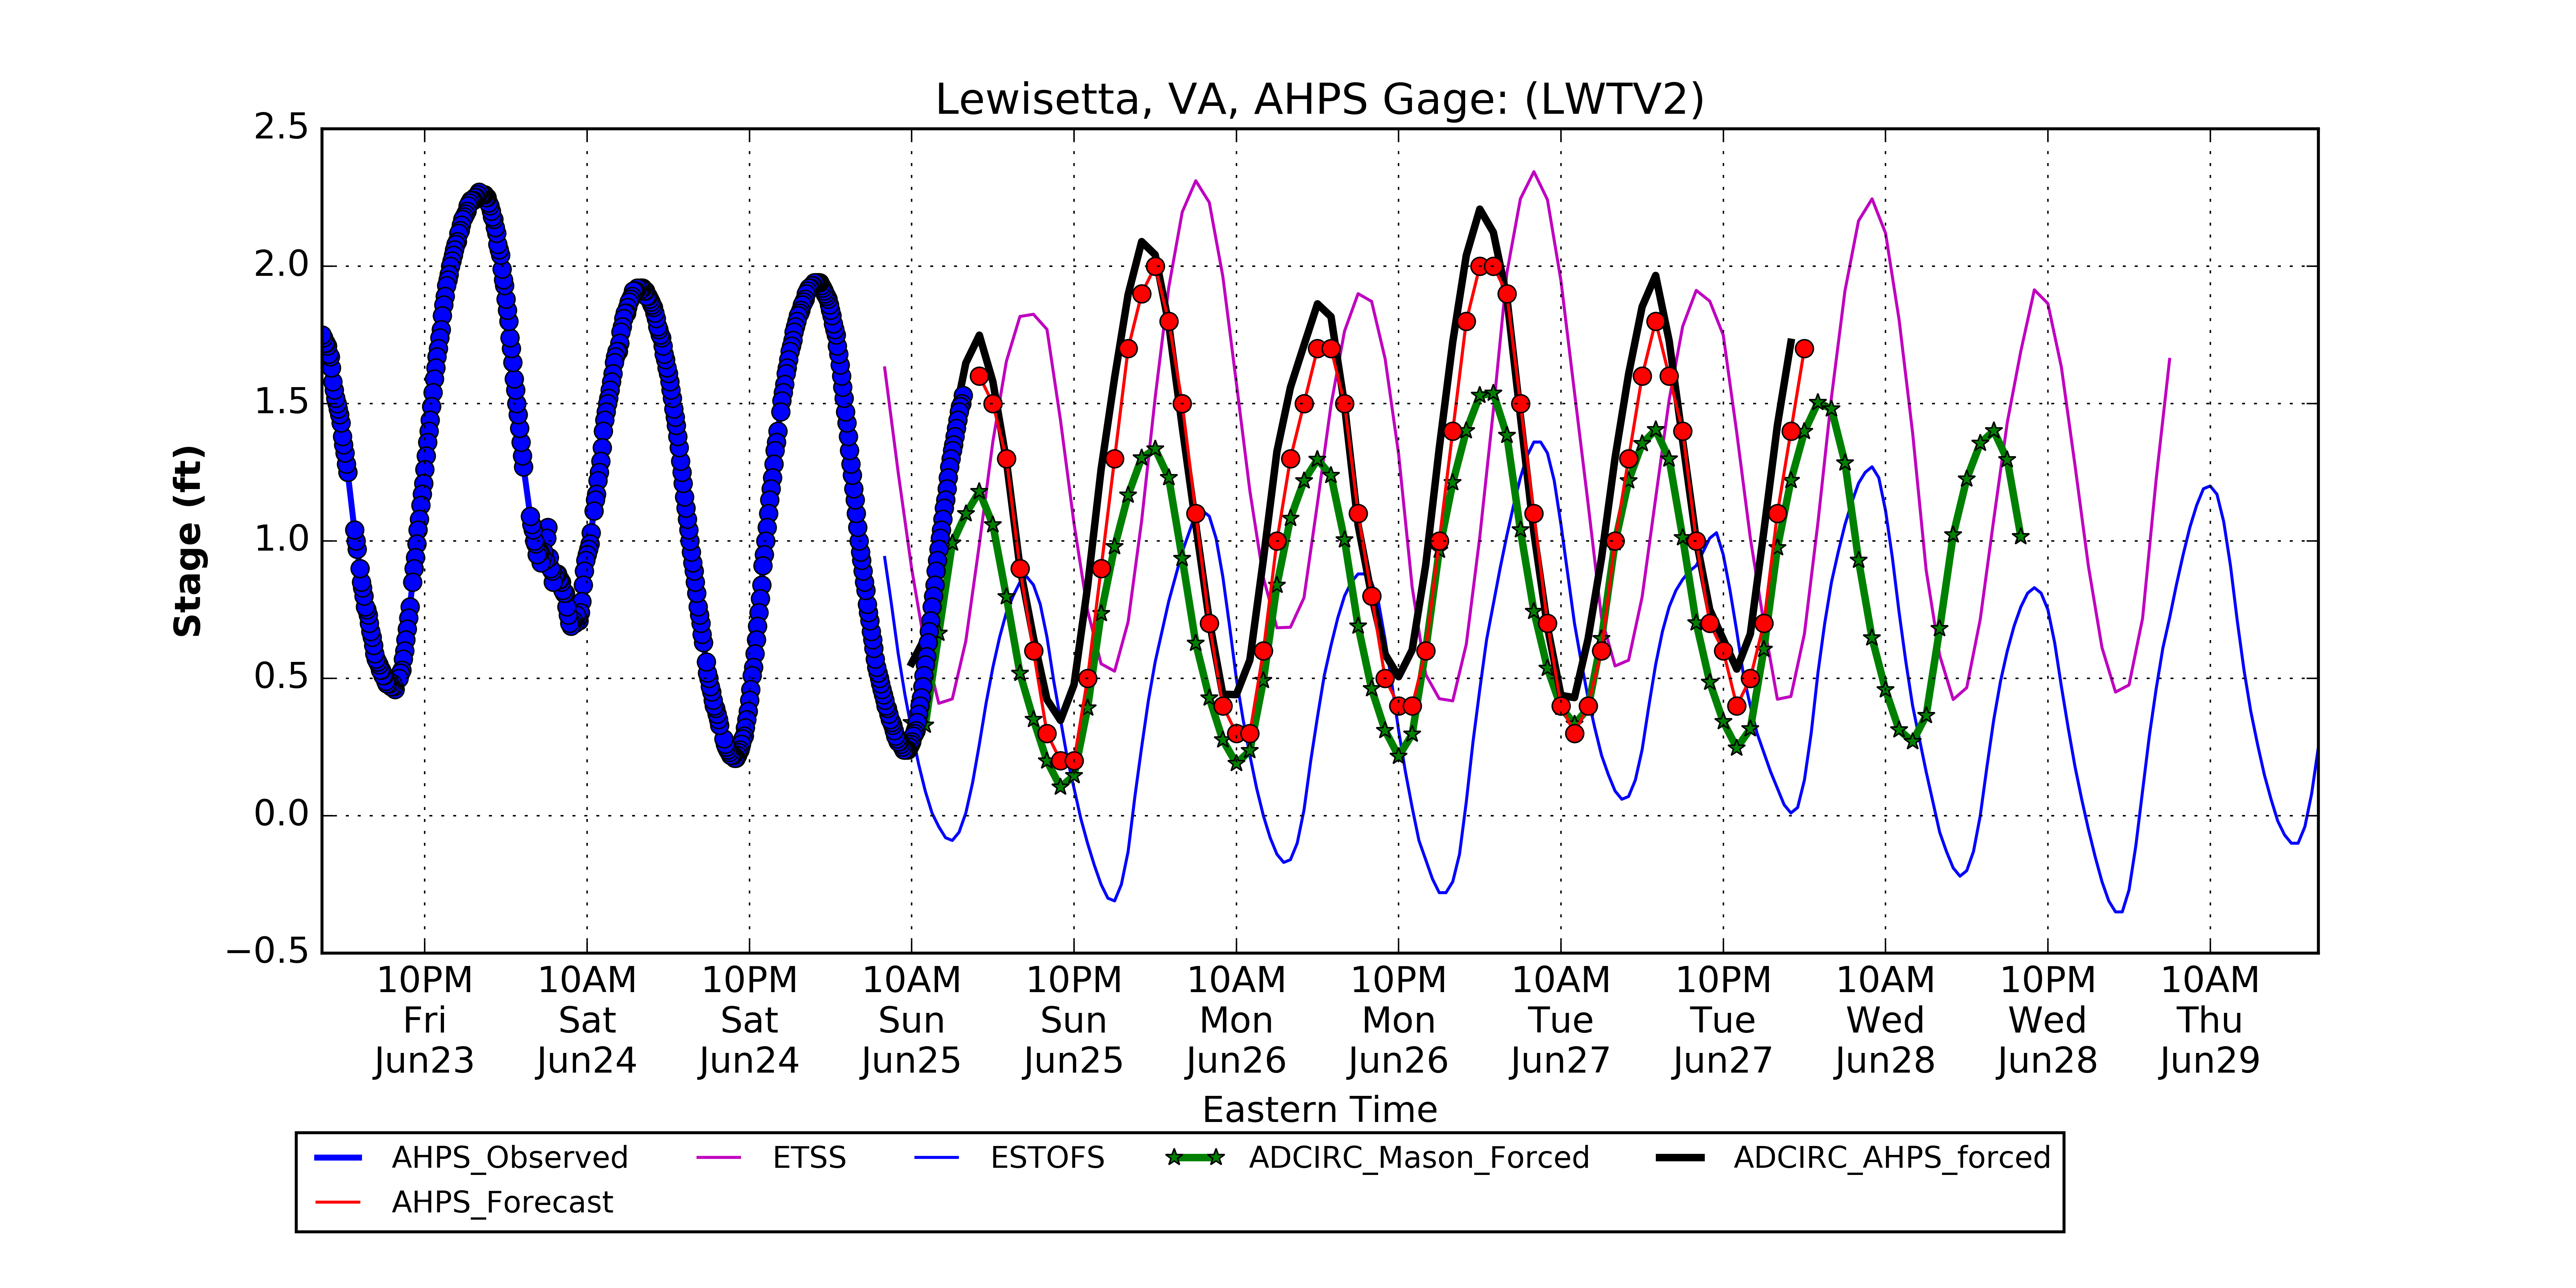 Lewisetta, VA, AHPS Gage: (LWTV2)
2.5
2.0
1.5
1.0
0.5
0.0
−0.5
Stage (ft)
10PM 10AM 10PM 10AM 10PM 10AM 10PM 10AM 10PM 10AM 10PM 10AM
Fri Sat Sat Sun Sun Mon Mon Tue Tue Wed Wed Thu
Jun23 Jun24 Jun24 Jun25 Jun25 Jun26 Jun26 Jun27 Jun27 Jun28 Jun28 Jun29
Eastern Time
AHPS_Observed ETSS ESTOFS ADCIRC_Mason_Forced ADCIRC_AHPS_forced
AHPS_Forecast